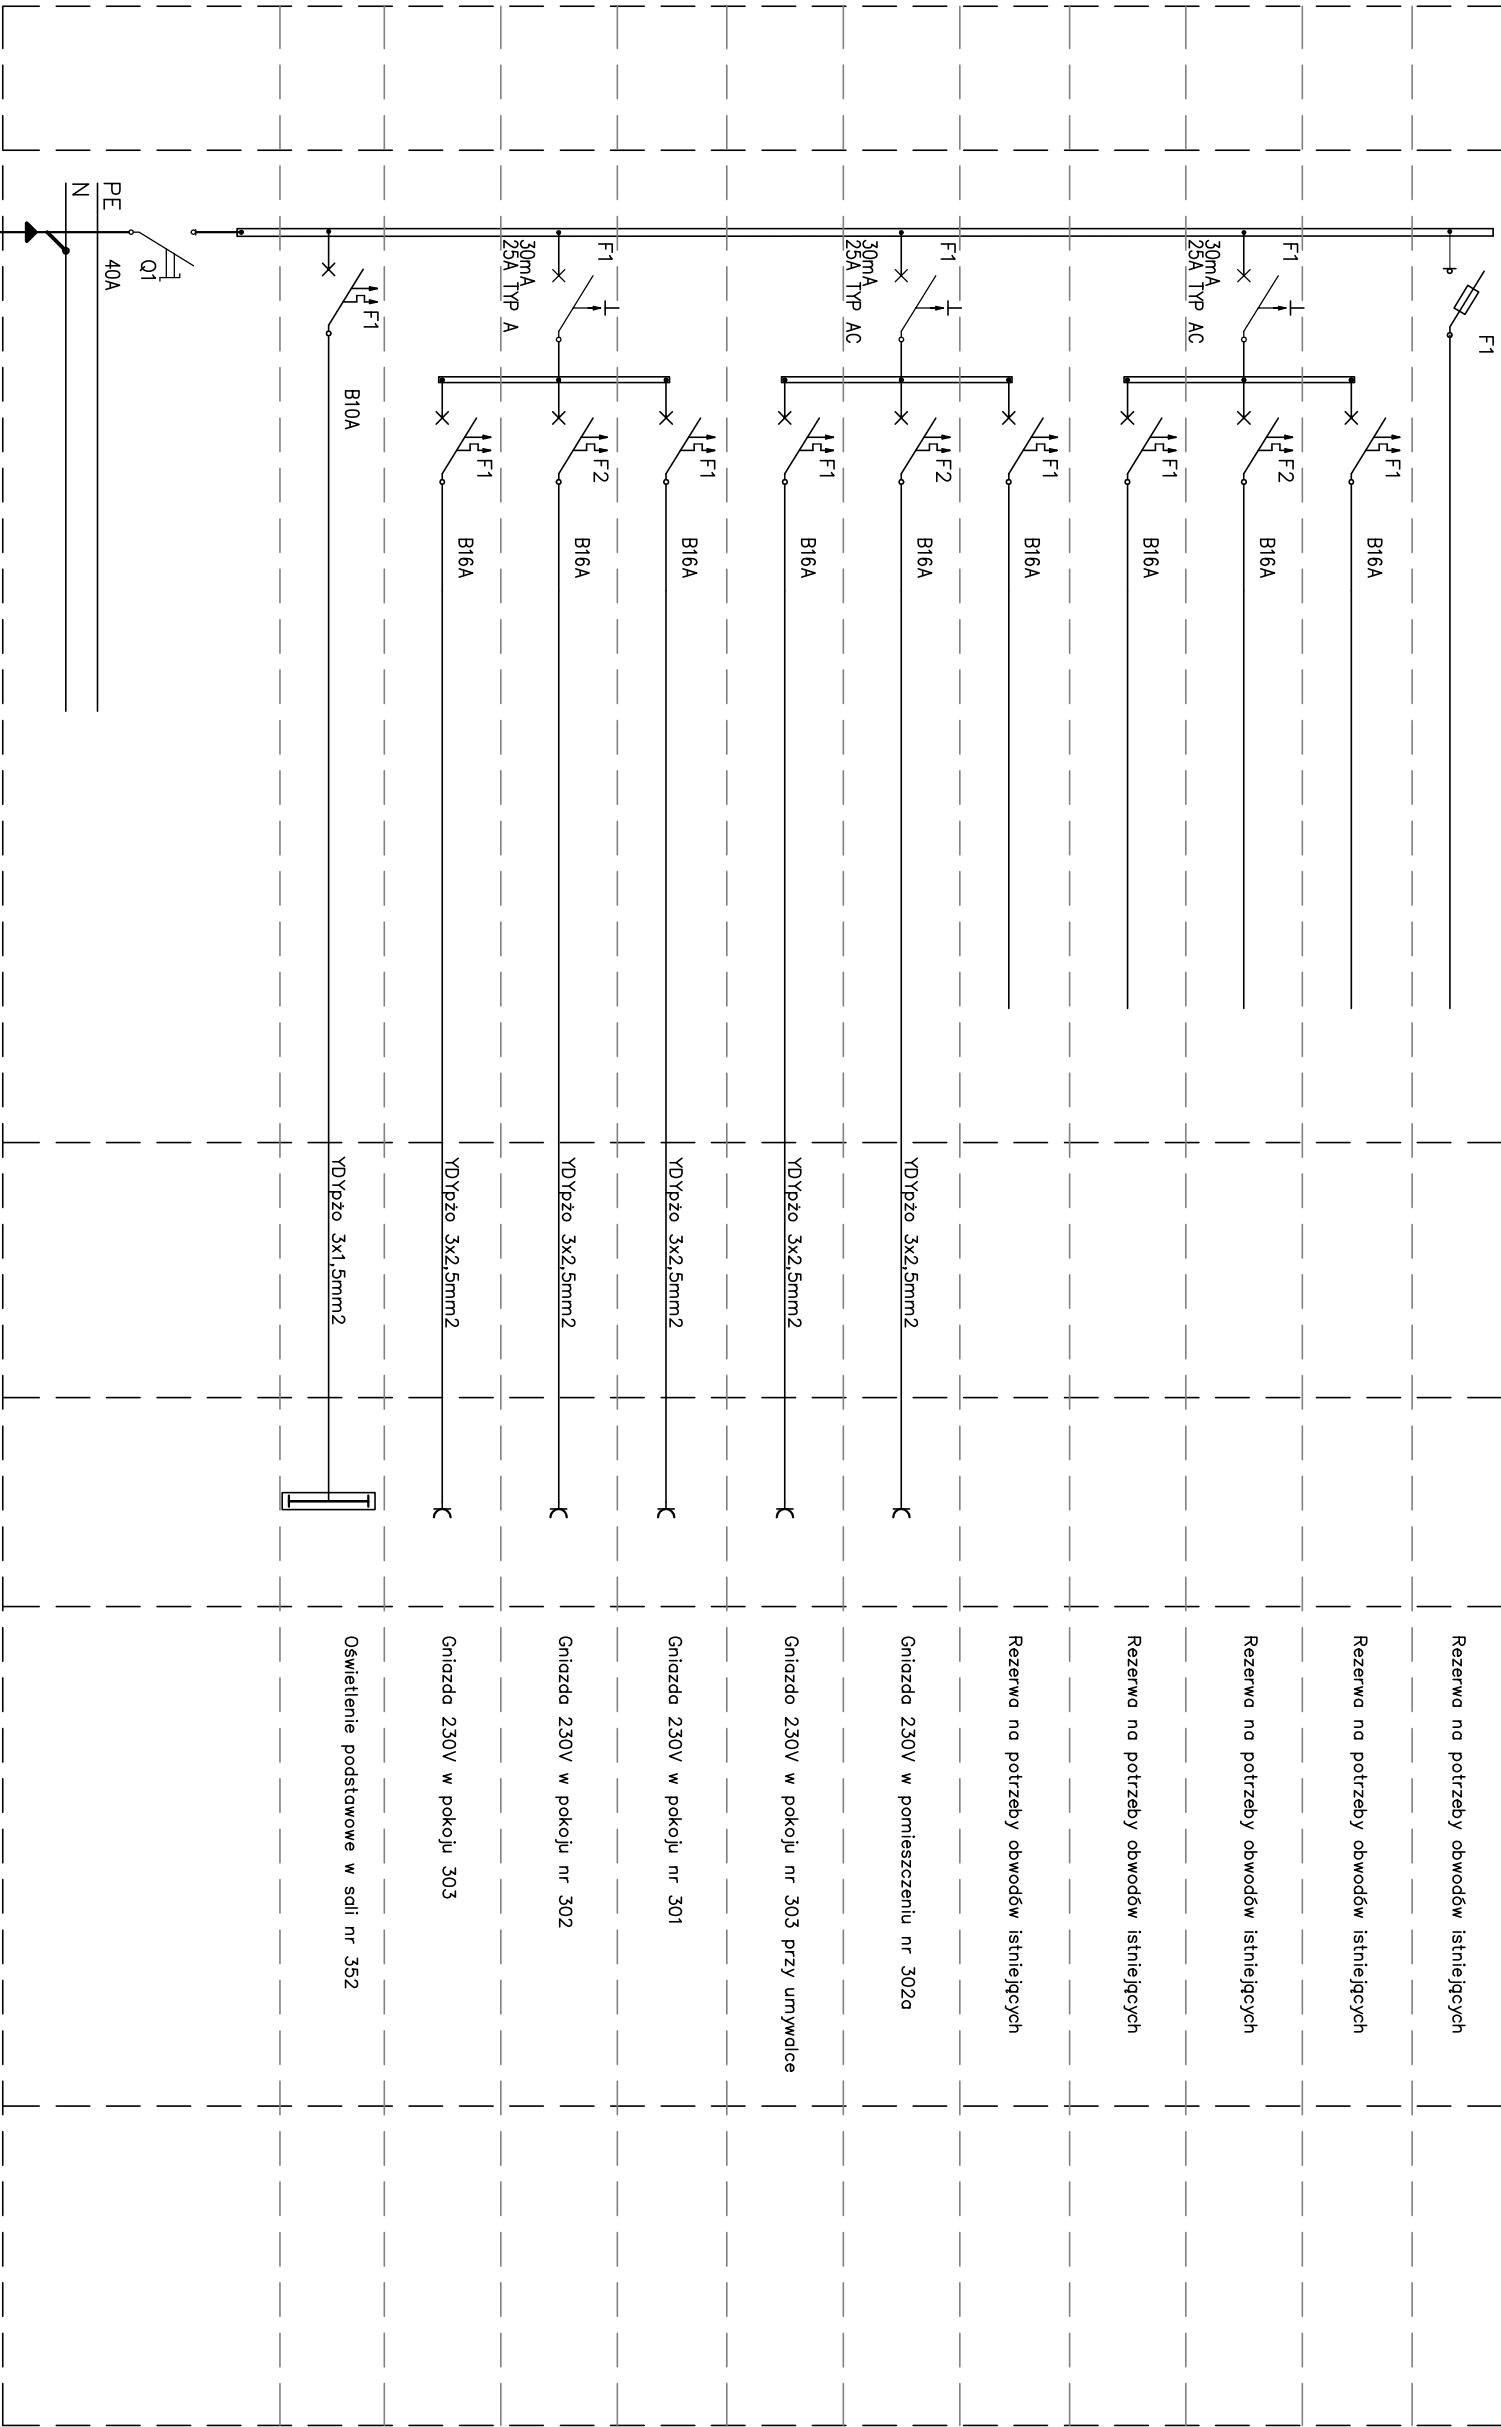 PE
N
40A
Q1
F1
B10A
YDYpżo 3x1,5mm2
Oświetlenie podstawowe w sali nr 352
F1
30mA
25A TYP A
F1
B16A
YDYpżo 3x2,5mm2
Gniazda 230V w pokoju 303
F2
B16A
YDYpżo 3x2,5mm2
Gniazda 230V w pokoju nr 302
F1
B16A
YDYpżo 3x2,5mm2
Gniazda 230V w pokoju nr 301
F1
30mA
25A TYP AC
F1
B16A
YDYpżo 3x2,5mm2
Gniazdo 230V w pokoju nr 303 przy umywalce
F2
B16A
YDYpżo 3x2,5mm2
Gniazda 230V w pomieszczeniu nr 302a
F1
B16A
Rezerwa na potrzeby obwodów istniejących
F1
30mA
25A TYP AC
F1
B16A
Rezerwa na potrzeby obwodów istniejących
F2
B16A
Rezerwa na potrzeby obwodów istniejących
F1
B16A
Rezerwa na potrzeby obwodów istniejących
F1
Rezerwa na potrzeby obwodów istniejących